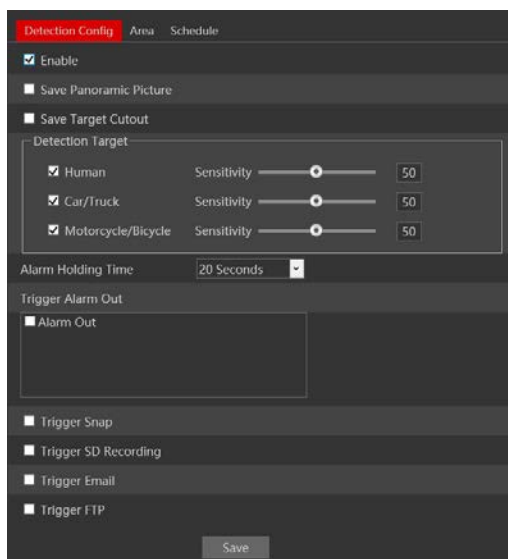 Detection Config Area Schedule
Enable
Save Panoramic Picture
Save Target Cutout
Detection Target
Human Sensitivity 50
Car/Truck Sensitivity 50
Motorcycle/Bicycle Sensitivity 50
Alarm Holding Time 20 Seconds
Trigger Alarm Out
Alarm Out
Trigger Snap
Trigger SD Recording
Trigger Email
Trigger FTP
Save